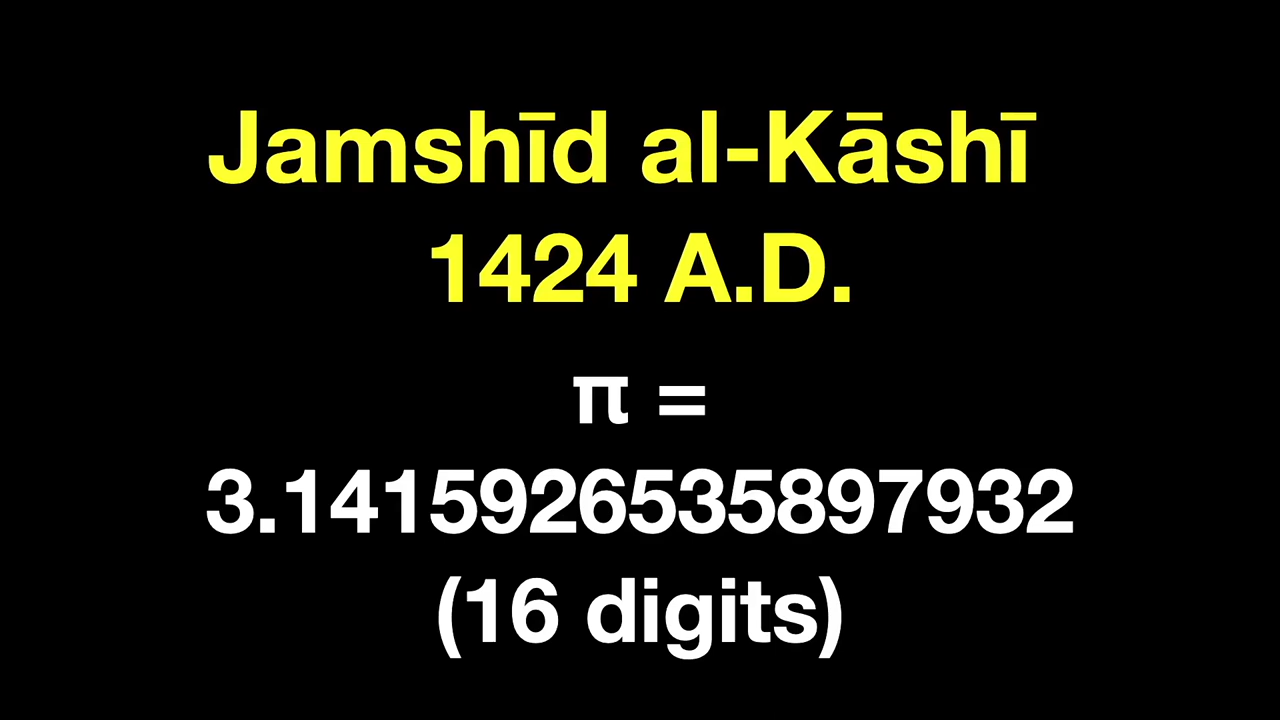 Jamshīd al-Kāshī
1424 A.D.
π =
3.1415926535897932
(16 digits)